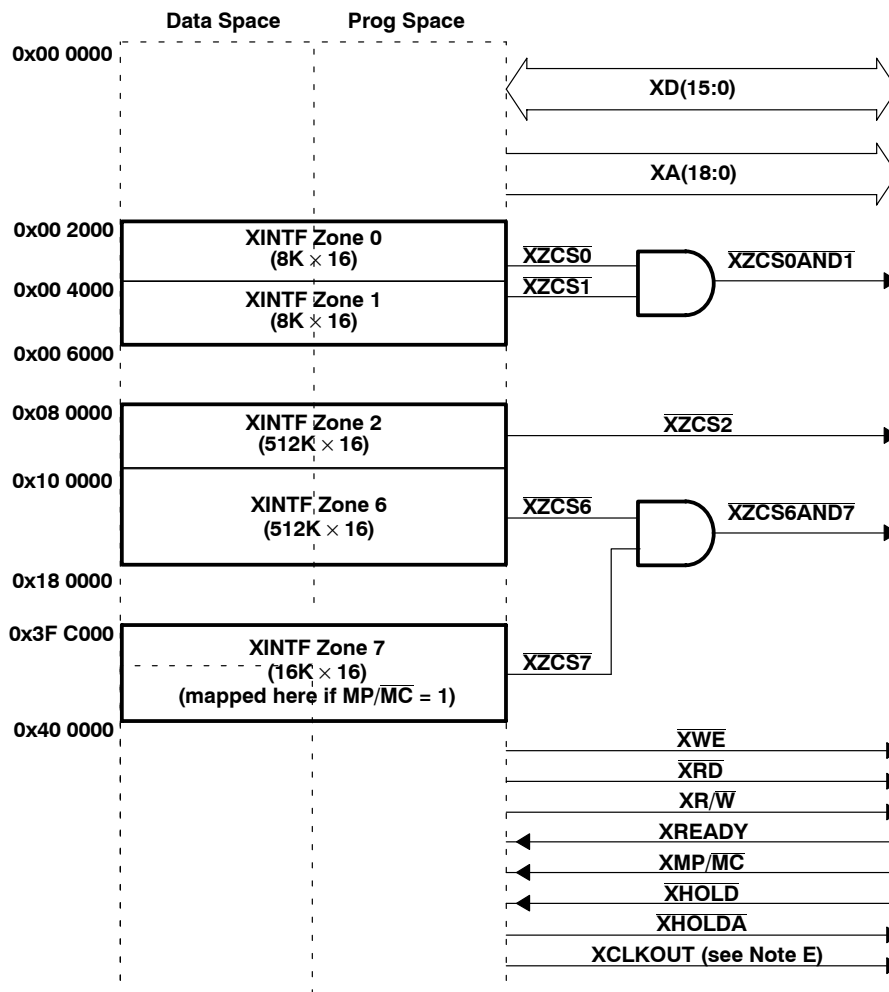 Data Space Prog Space
0x00 0000
XD(15:0)
XA(18:0)
0x00 2000
XINTF Zone 0
(8K × 16)
XZCS0
XZCS0AND1
0x00 4000
XZCS1
XINTF Zone 1
(8K × 16)
0x00 6000
0x08 0000
XINTF Zone 2
(512K × 16)
XZCS2
0x10 0000
XINTF Zone 6
(512K × 16)
XZCS6
XZCS6AND7
0x18 0000
0x3F C000
XINTF Zone 7
(16K × 16)
(mapped here if MP/MC = 1)
XZCS7
0x40 0000
XWE
XRD
XR/W
XREADY
XMP/MC
XHOLD
XHOLDA
XCLKOUT (see Note E)